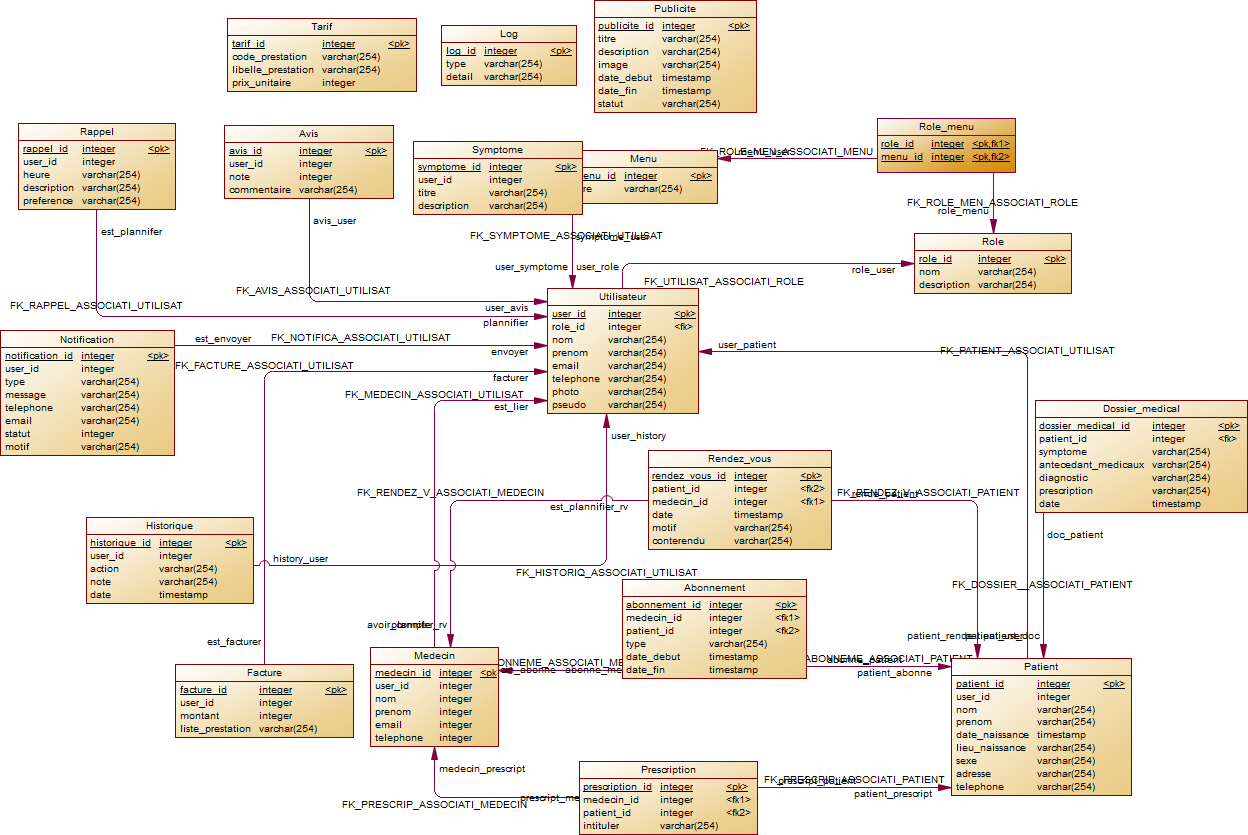 Tarif
tarif_id integer <pk>
code_prestation varchar(254)
libelle_prestation varchar(254)
prix_unitaire integer
Log
log_id integer <pk>
type varchar(254)
detail varchar(254)
Publicite
publicite_id integer <pk>
titre varchar(254)
description varchar(254)
image varchar(254)
date_debut timestamp
date_fin timestamp
statut varchar(254)
Rappel
rappel_id integer <pk>
user_id integer
heure varchar(254)
description varchar(254)
preference varchar(254)
Avis
avis_id integer <pk>
user_id integer
note integer
commentaire varchar(254)
Symptome
symptome_id integer <pk>
user_id integer
titre varchar(254)
description varchar(254)
Menu
enu_id integer <pk>
re varchar(254)
Role_menu
role_id integer <pk,fk1>
menu_id integer <pk,fk2>
FK_ROLE_MEN_ASSOCIATI_MENU
FK_ROLE_MEN_ASSOCIATI_ROLE
role_menu
Role
role_id integer <pk>
nom varchar(254)
description varchar(254)
est_plannifer
avis_user
FK_SYMPTOME_ASSOCIATI_UTILISAT
symptome_user
user_symptome
user_role
role_user
FK_UTILISAT_ASSOCIATI_ROLE
FK_AVIS_ASSOCIATI_UTILISAT
FK_RAPPEL_ASSOCIATI_UTILISAT
user_avis
plannifier
Utilisateur
user_id integer <pk>
role_id integer <fk>
nom varchar(254)
prenom varchar(254)
email varchar(254)
telephone varchar(254)
photo varchar(254)
pseudo varchar(254)
Notification
notification_id integer <pk>
user_id integer
type varchar(254)
message varchar(254)
telephone varchar(254)
email varchar(254)
statut integer
motif varchar(254)
est_envoyer
FK_NOTIFICA_ASSOCIATI_UTILISAT
envoyer
FK_FACTURE_ASSOCIATI_UTILISAT
facturer
FK_MEDECIN_ASSOCIATI_UTILISAT
est_lier
user_patient
FK_PATIENT_ASSOCIATI_UTILISAT
user_history
Dossier_medical
dossier_medical_id integer <pk>
patient_id integer <fk>
symptome varchar(254)
antecedant_medicaux varchar(254)
diagnostic varchar(254)
prescription varchar(254)
date timestamp
Rendez_vous
rendez_vous_id integer <pk>
patient_id integer <fk2>
medecin_id integer <fk1>
date timestamp
motif varchar(254)
conterendu varchar(254)
FK_RENDEZ_V_ASSOCIATI_MEDECIN
est_plannifier_rv
FK_RENDEZ_V_ASSOCIATI_PATIENT
Historique
historique_id integer <pk>
user_id integer
action varchar(254)
note varchar(254)
date timestamp
history_user
FK_HISTORIQ_ASSOCIATI_UTILISAT
doc_patient
FK_DOSSIER__ASSOCIATI_PATIENT
Abonnement
abonnement_id integer <pk>
medecin_id integer <fk1>
patient_id integer <fk2>
type varchar(254)
date_debut timestamp
date_fin timestamp
est_facturer
Facture
facture_id integer <pk>
user_id integer
montant integer
liste_prestation varchar(254)
Medecin
medecin_id integer <pk
user_id integer
nom integer
prenom integer
email integer
telephone integer
ABONNEME_ASSOCIATI_PATIENT
abonne_patient
patient_abonne
Patient
patient_id integer <pk>
user_id integer
nom varchar(254)
prenom varchar(254)
date_naissance timestamp
lieu_naissance varchar(254)
sexe varchar(254)
adresse varchar(254)
telephone varchar(254)
medecin_prescript
prescript_me
FK_PRESCRIP_ASSOCIATI_MEDECIN
Prescription
prescription_id integer <pk>
medecin_id integer <fk1>
patient_id integer <fk2>
intituler varchar(254)
FK_PRESCRIP_ASSOCIATI_PATIENT
prescript_patient
patient_prescript